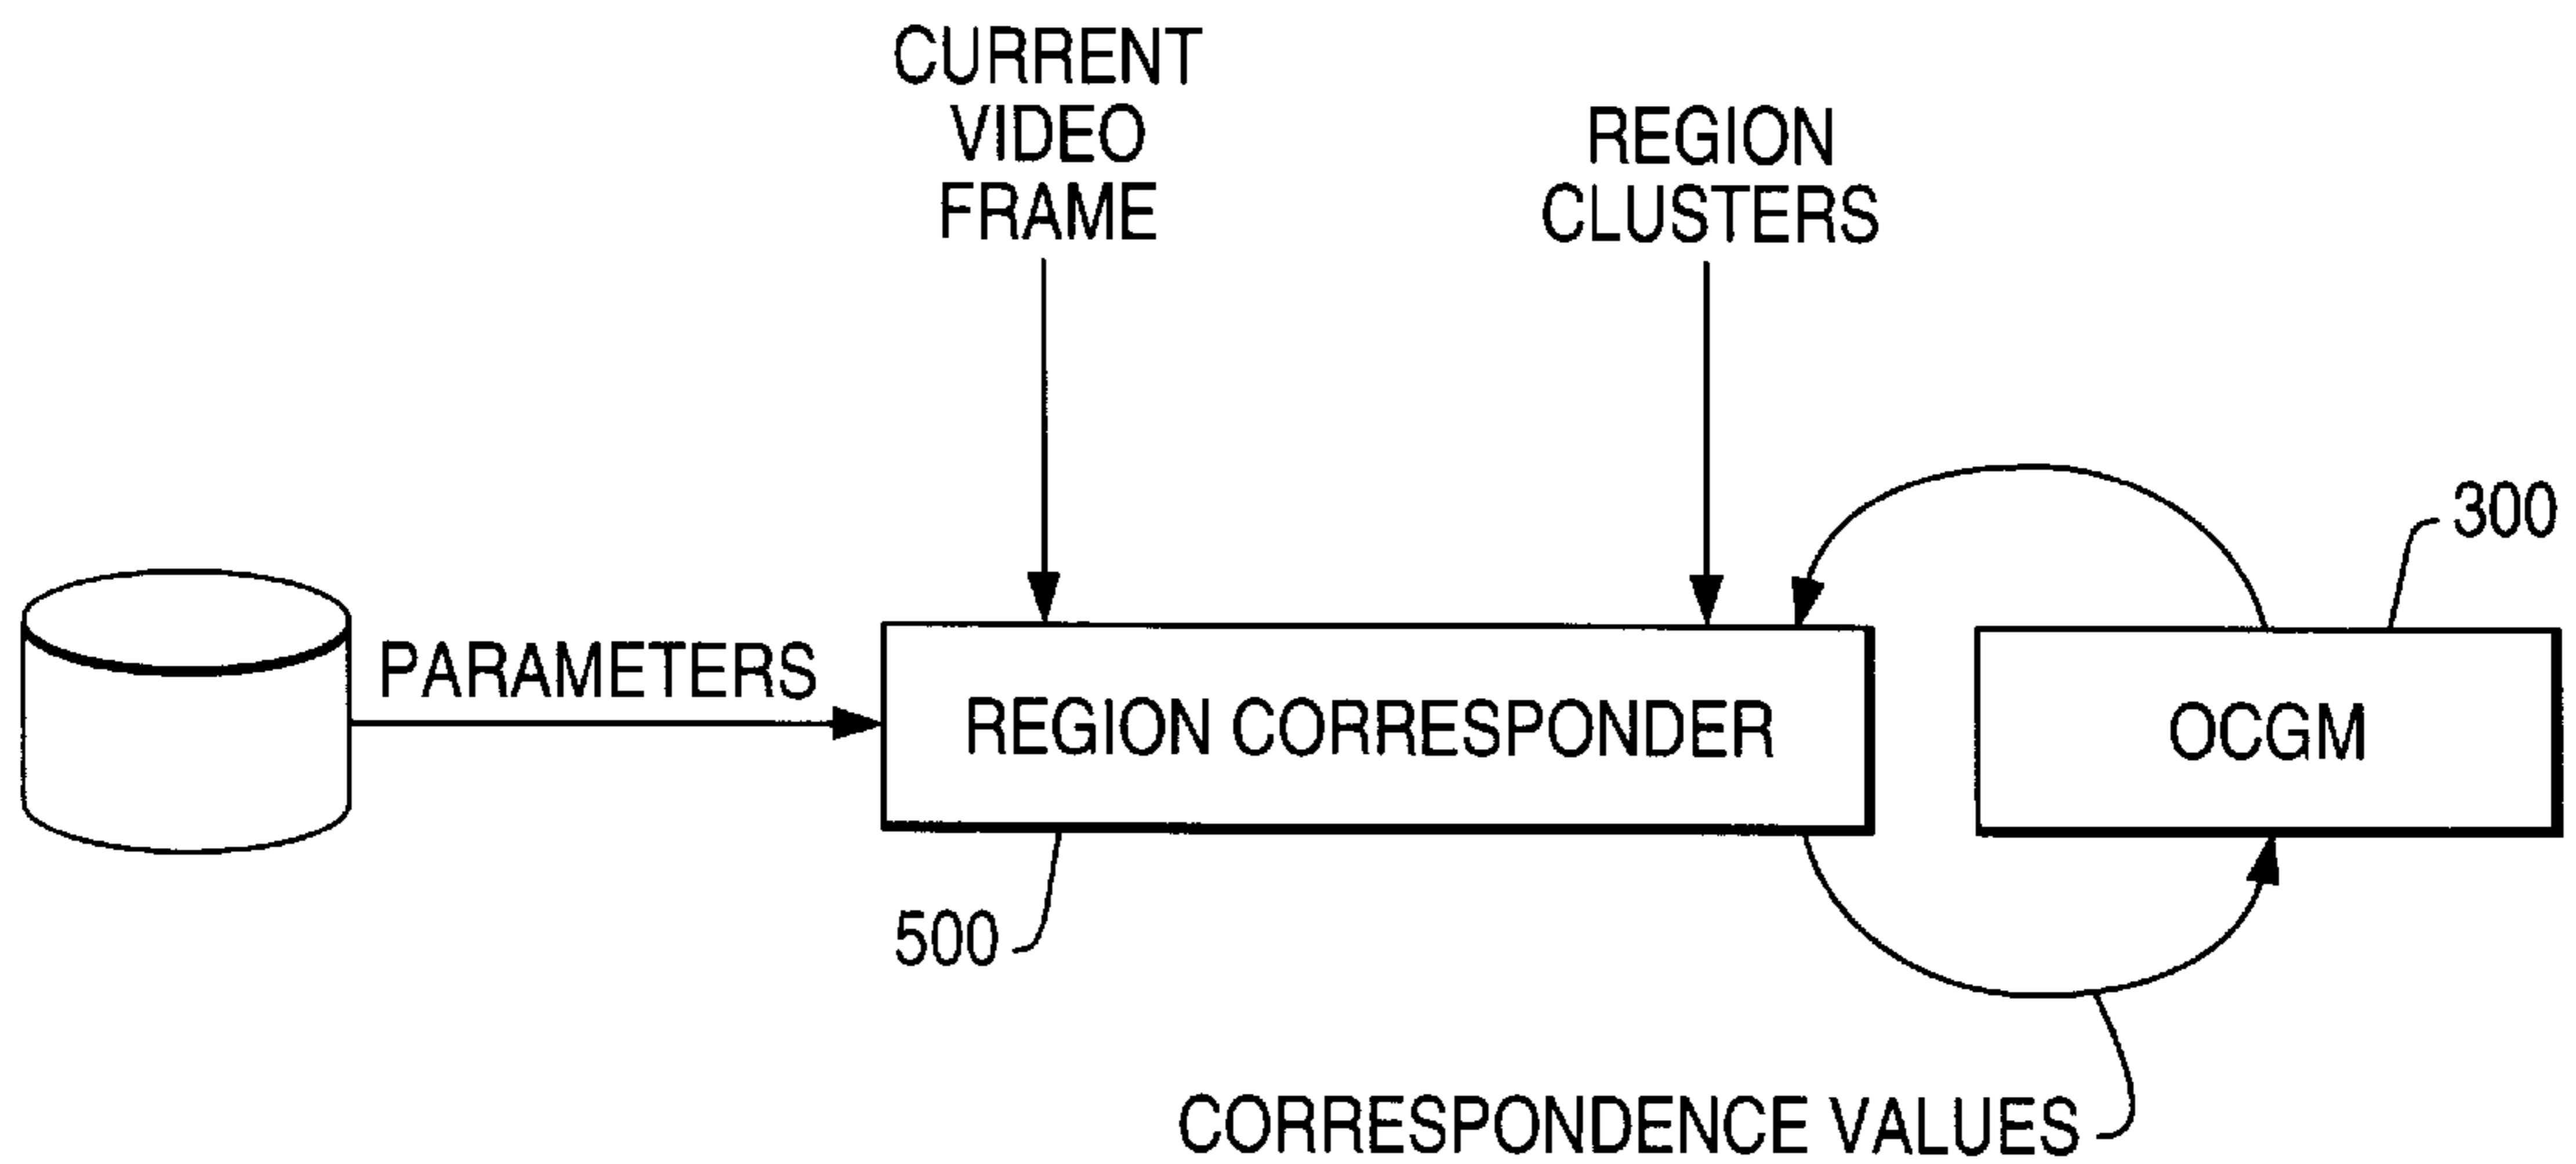 CURRENT
VIDEO
FRAME
REGION
CLUSTERS
300
PARAMETERS
REGION CORRESPONDER
OCGM
500
CORRESPONDENCE VALUES